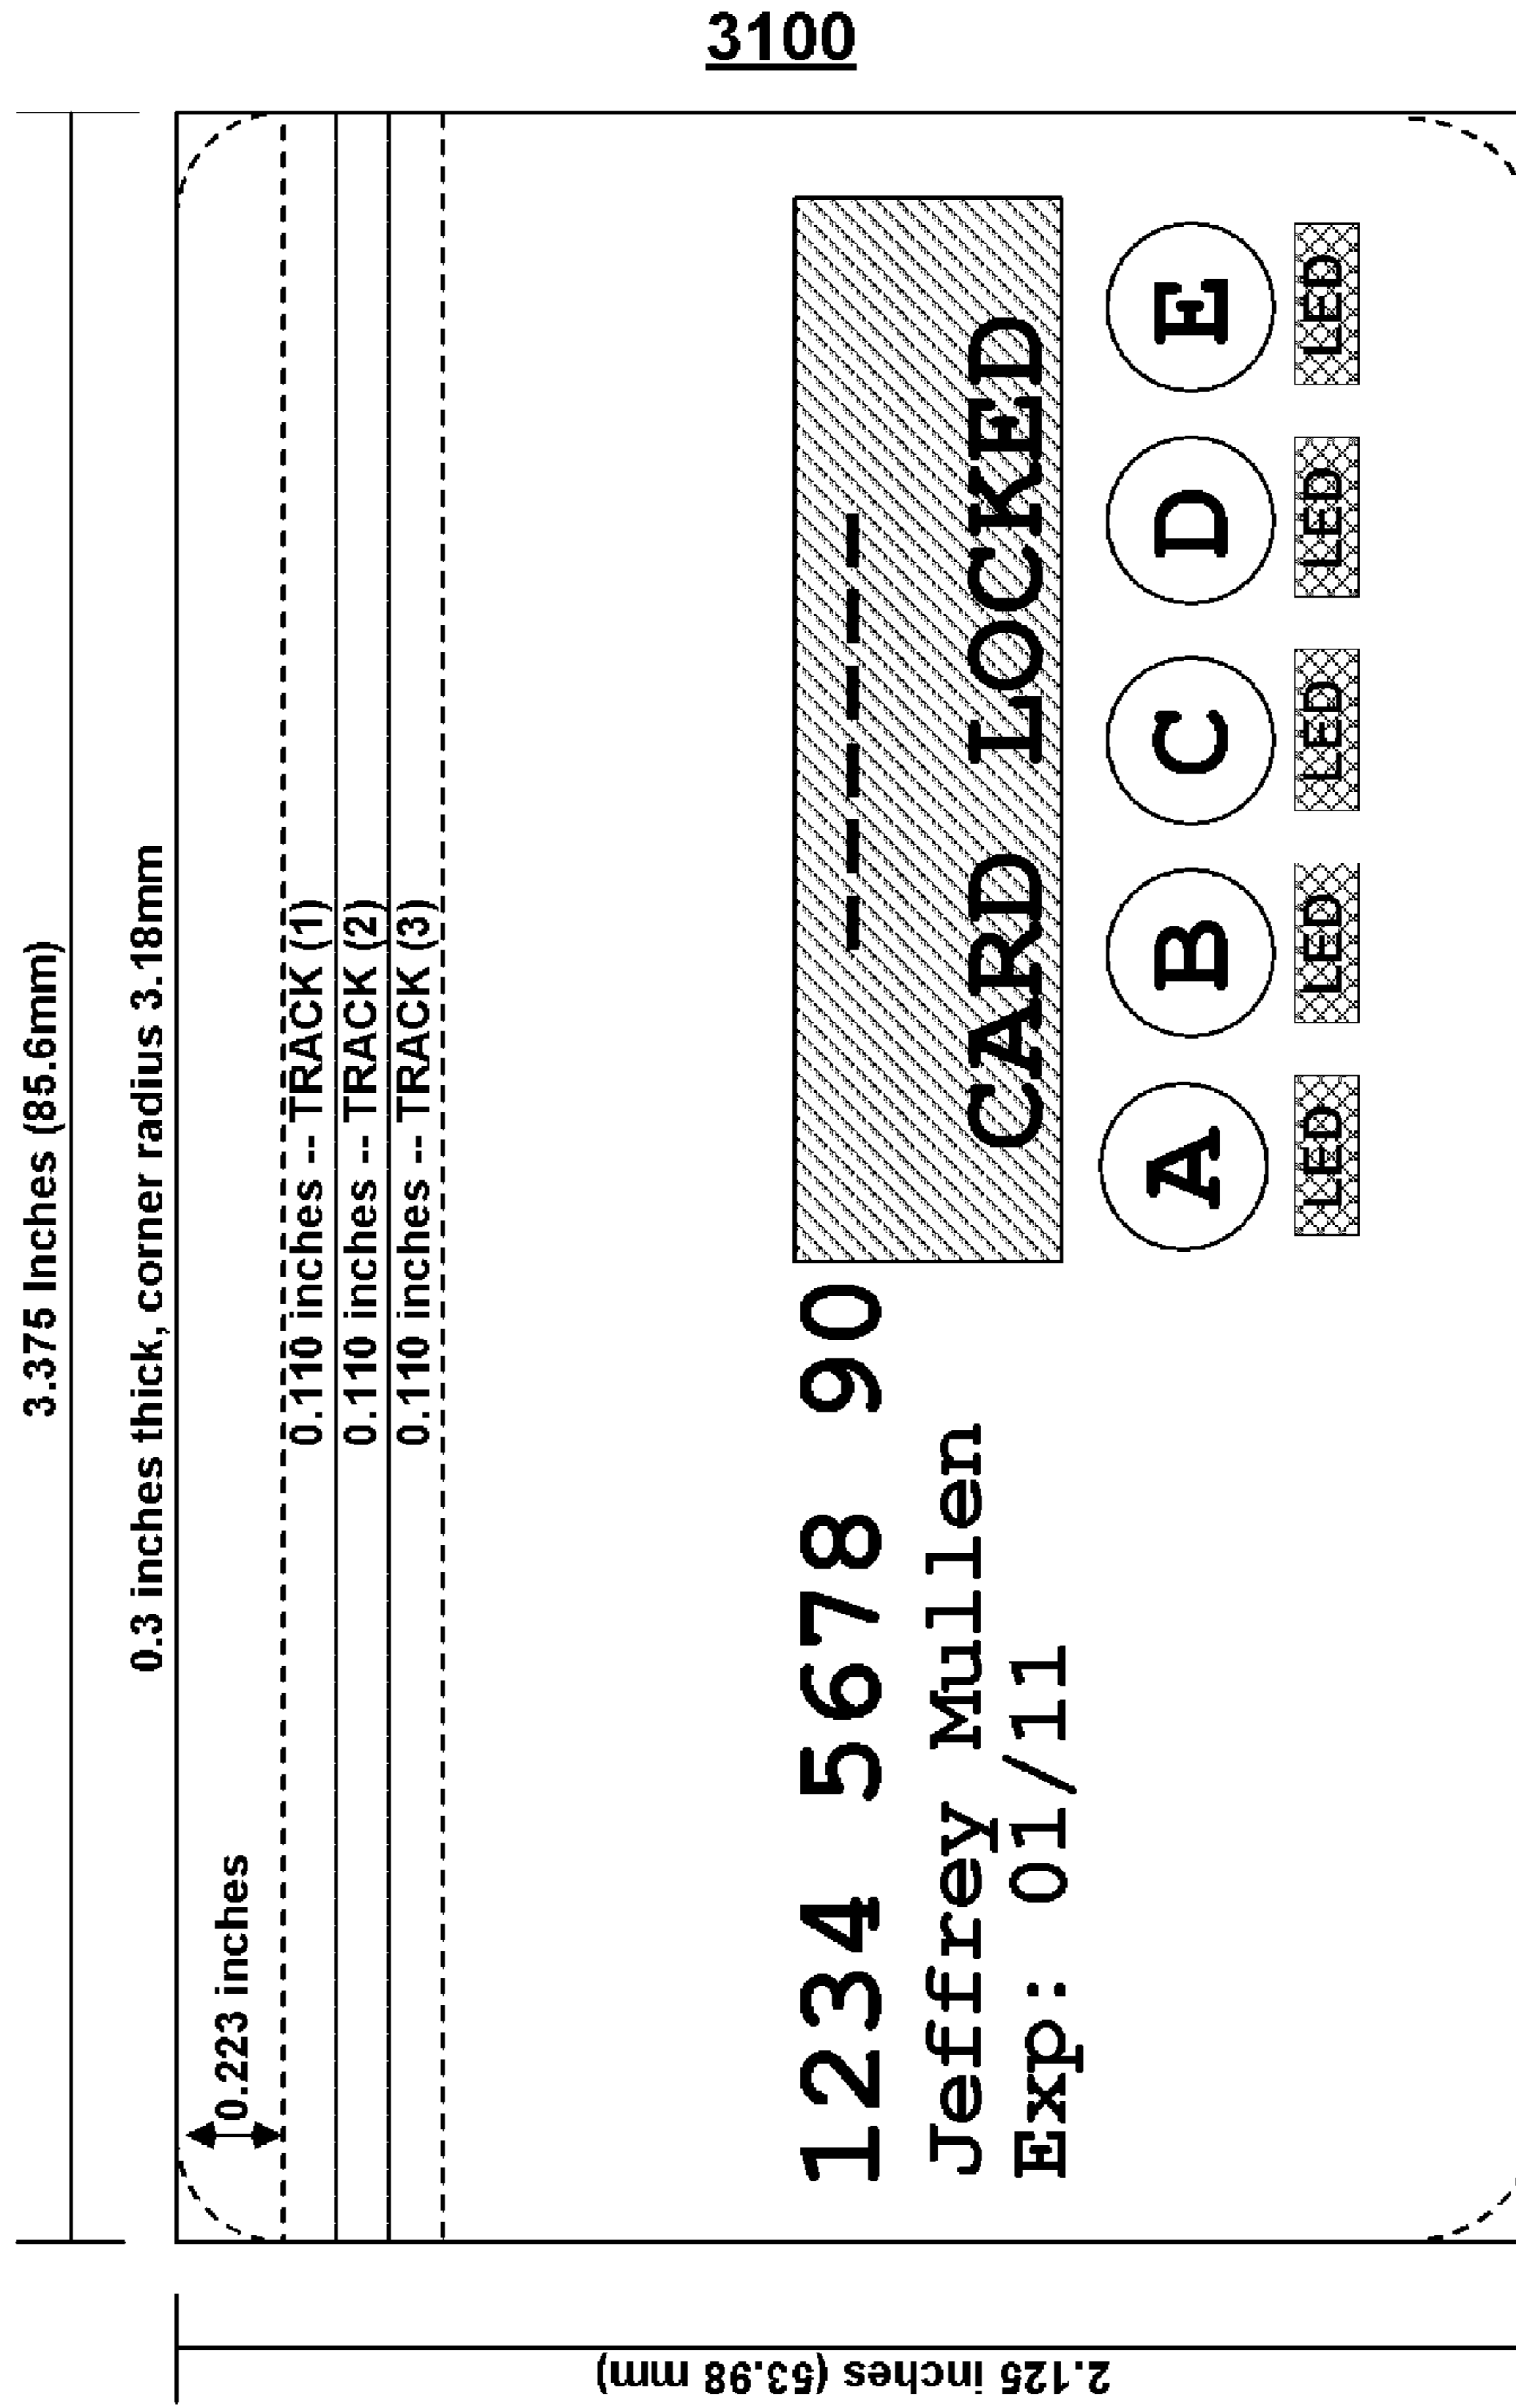 3100
3.375 Inches (85.6mm)
0.3 inches thick, corner radius 3.18mm
0.223 inches
0.110 inches -- TRACK (1)
0.110 inches -- TRACK (2)
0.110 inches -- TRACK (3)
1234 5678 90 ------
Jeffrey Mullen
Exp: 01/11
CARD LOCKED
A B C D E
LED LED LED LED LED
2.125 inches (53.98 mm)